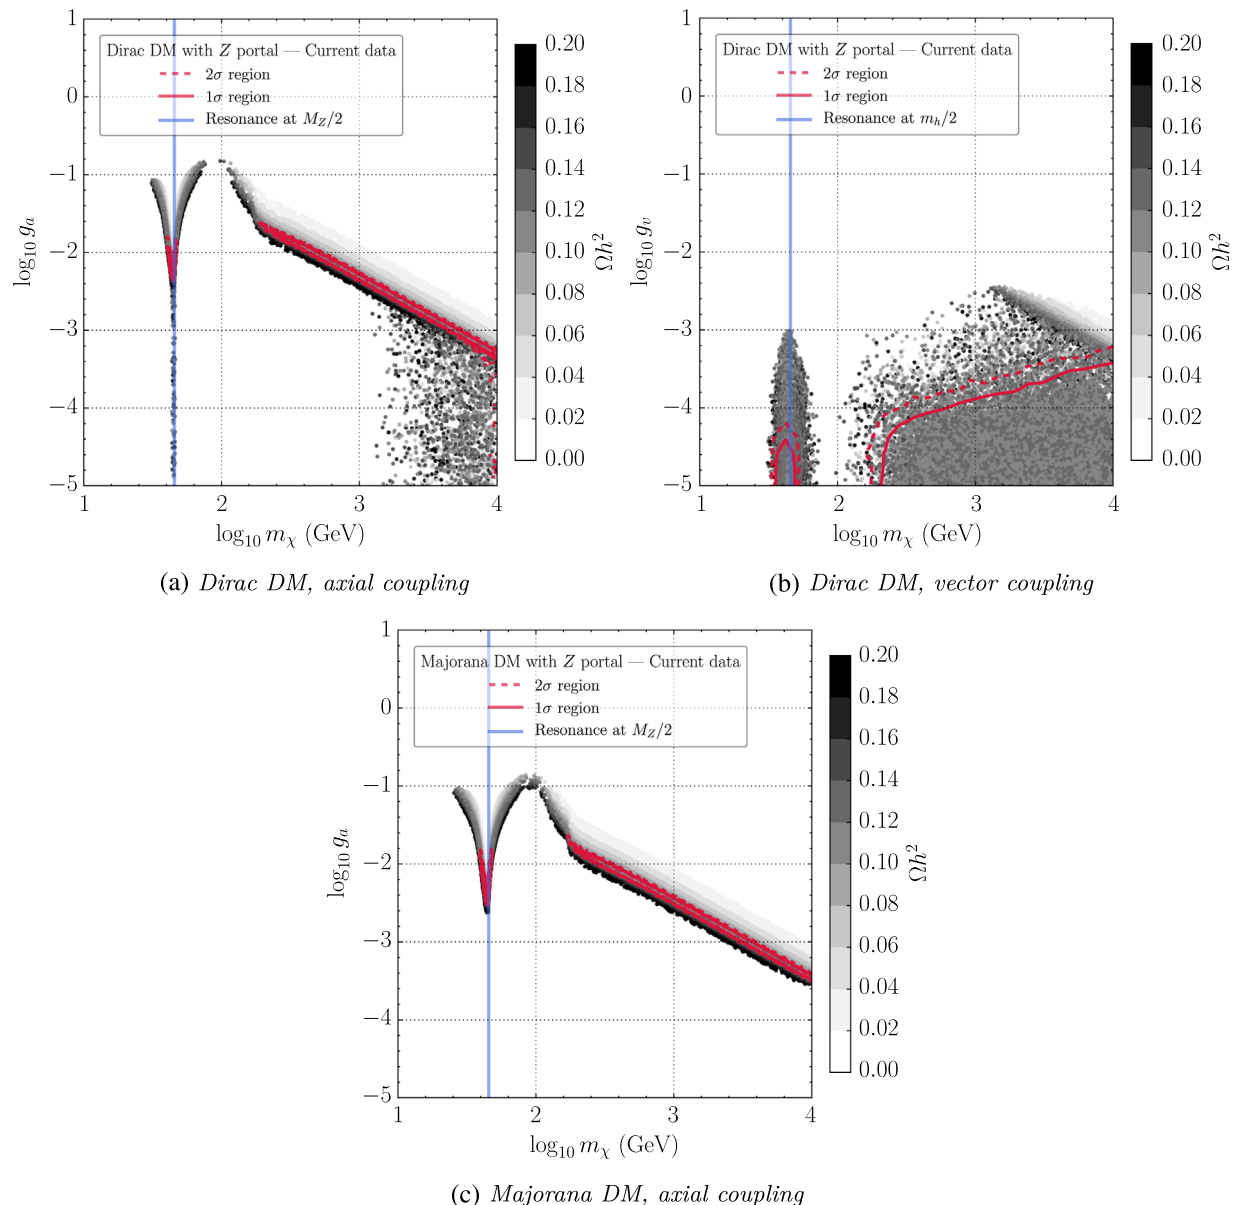 Dirac DM with Z portal — Current data
2σ region
1σ region
Resonance at M_Z/2
1
0
−1
−2
−3
−4
−5
log₁₀ gₐ
1 2 3 4
log₁₀ m_χ (GeV)
0.20
0.18
0.16
0.14
0.12
0.10
0.08
0.06
0.04
0.02
0.00
Ωh²
(a) Dirac DM, axial coupling
Dirac DM with Z portal — Current data
2σ region
1σ region
Resonance at m_h/2
1
0
−1
−2
−3
−4
−5
log₁₀ g_v
1 2 3 4
log₁₀ m_χ (GeV)
0.20
0.18
0.16
0.14
0.12
0.10
0.08
0.06
0.04
0.02
0.00
Ωh²
(b) Dirac DM, vector coupling
Majorana DM with Z portal — Current data
2σ region
1σ region
Resonance at M_Z/2
1
0
−1
−2
−3
−4
−5
log₁₀ gₐ
1 2 3 4
log₁₀ m_χ (GeV)
0.20
0.18
0.16
0.14
0.12
0.10
0.08
0.06
0.04
0.02
0.00
Ωh²
(c) Majorana DM, axial coupling